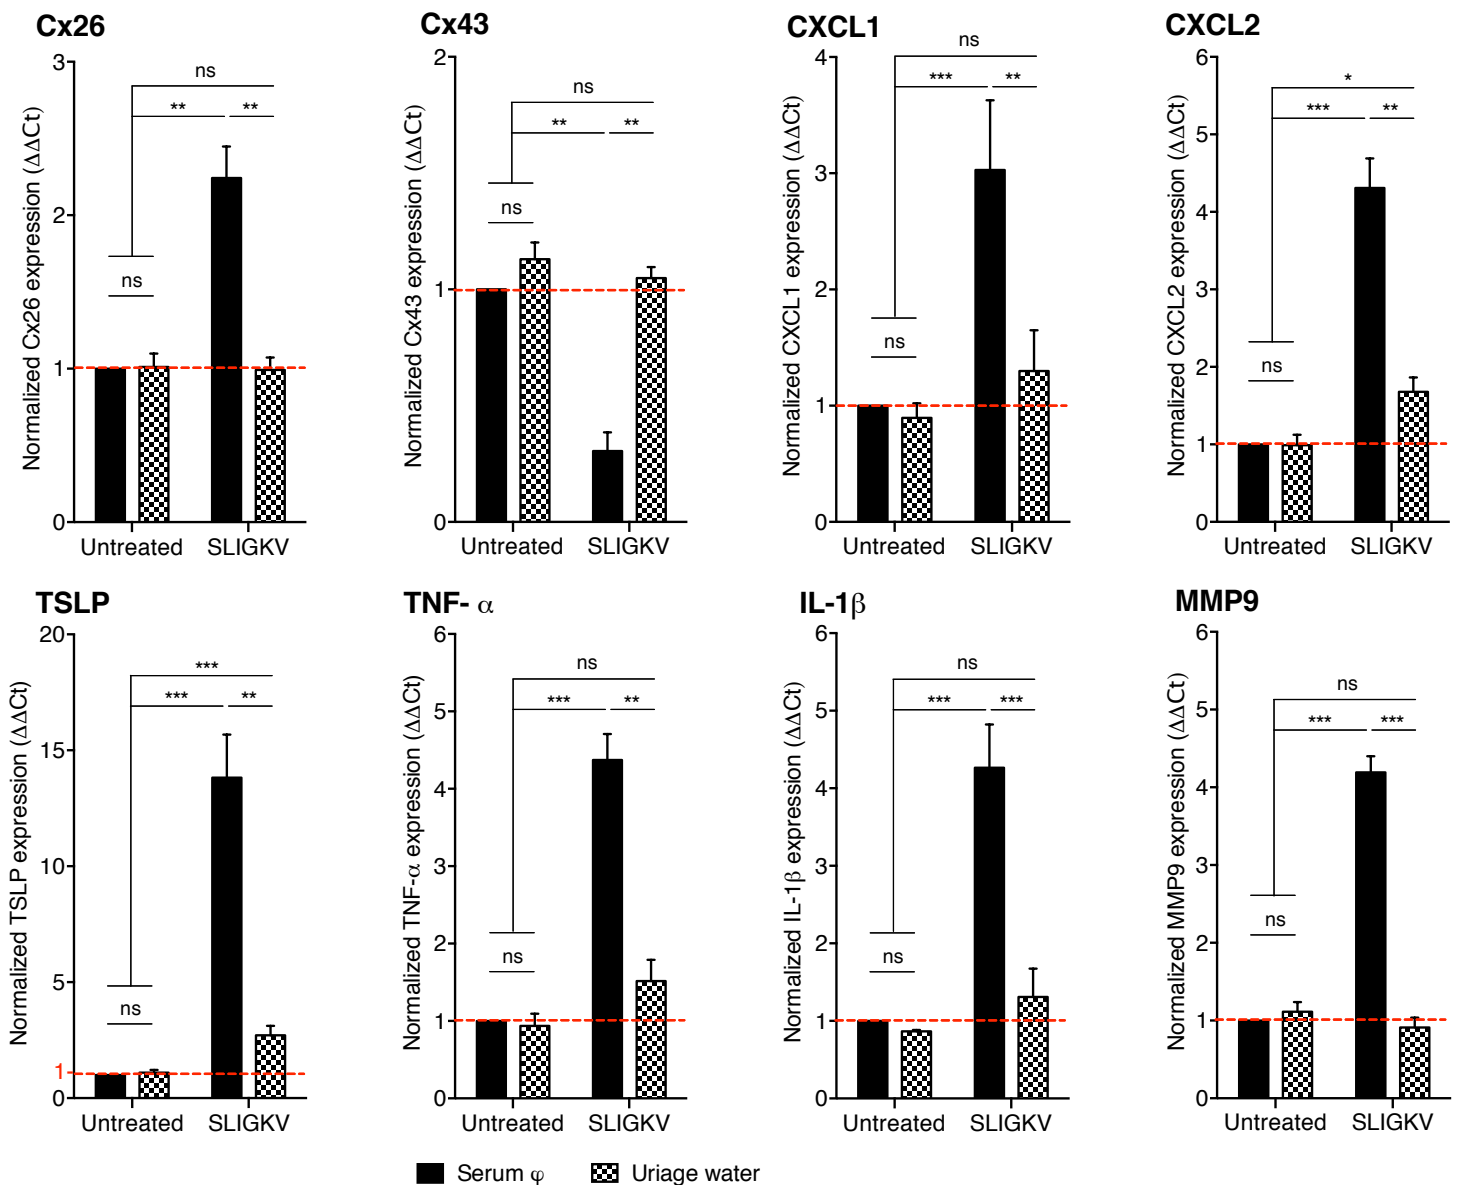 Cx26
Normalized Cx26 expression (ΔΔCt)
3
2
1
0
ns
** **
ns
Untreated SLIGKV
Cx43
Normalized Cx43 expression (ΔΔCt)
2
1
0
ns
** **
ns
Untreated SLIGKV
CXCL1
Normalized CXCL1 expression (ΔΔCt)
4
3
2
1
0
ns
*** **
ns
Untreated SLIGKV
CXCL2
Normalized CXCL2 expression (ΔΔCt)
6
5
4
3
2
1
0
*
*** **
ns
Untreated SLIGKV
TSLP
Normalized TSLP expression (ΔΔCt)
20
15
10
5
1
0
***
*** **
ns
Untreated SLIGKV
TNF- α
Normalized TNF-α expression (ΔΔCt)
6
5
4
3
2
1
0
ns
*** **
ns
Untreated SLIGKV
IL-1β
Normalized IL-1β expression (ΔΔCt)
6
5
4
3
2
1
0
ns
*** ***
ns
Untreated SLIGKV
MMP9
Normalized MMP9 expression (ΔΔCt)
6
5
4
3
2
1
0
ns
*** ***
ns
Untreated SLIGKV
Serum φ Uriage water